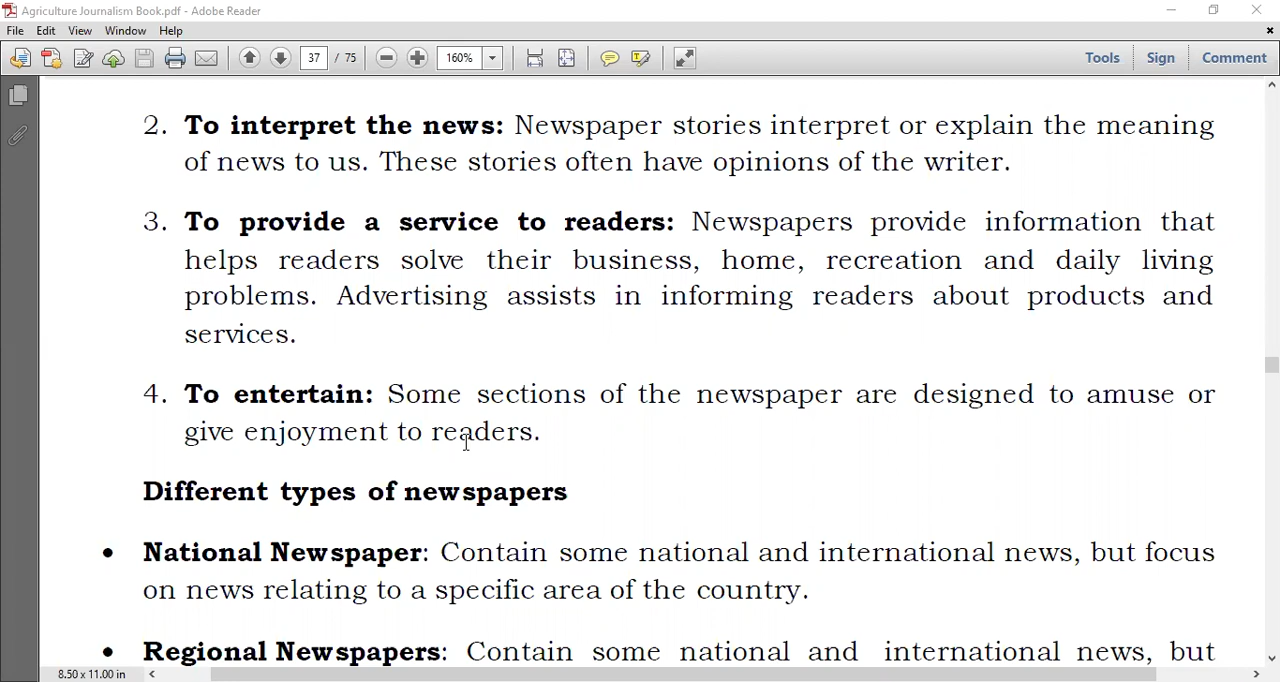 Agriculture Journalism Book.pdf - Adobe Reader
File Edit View Window Help
37 / 75 160% Tools Sign Comment
2. To interpret the news: Newspaper stories interpret or explain the meaning
of news to us. These stories often have opinions of the writer.
3. To provide a service to readers: Newspapers provide information that
helps readers solve their business, home, recreation and daily living
problems. Advertising assists in informing readers about products and
services.
4. To entertain: Some sections of the newspaper are designed to amuse or
give enjoyment to readers.
Different types of newspapers
• National Newspaper: Contain some national and international news, but focus
on news relating to a specific area of the country.
• Regional Newspapers: Contain some national and international news, but
8.50 x 11.00 in